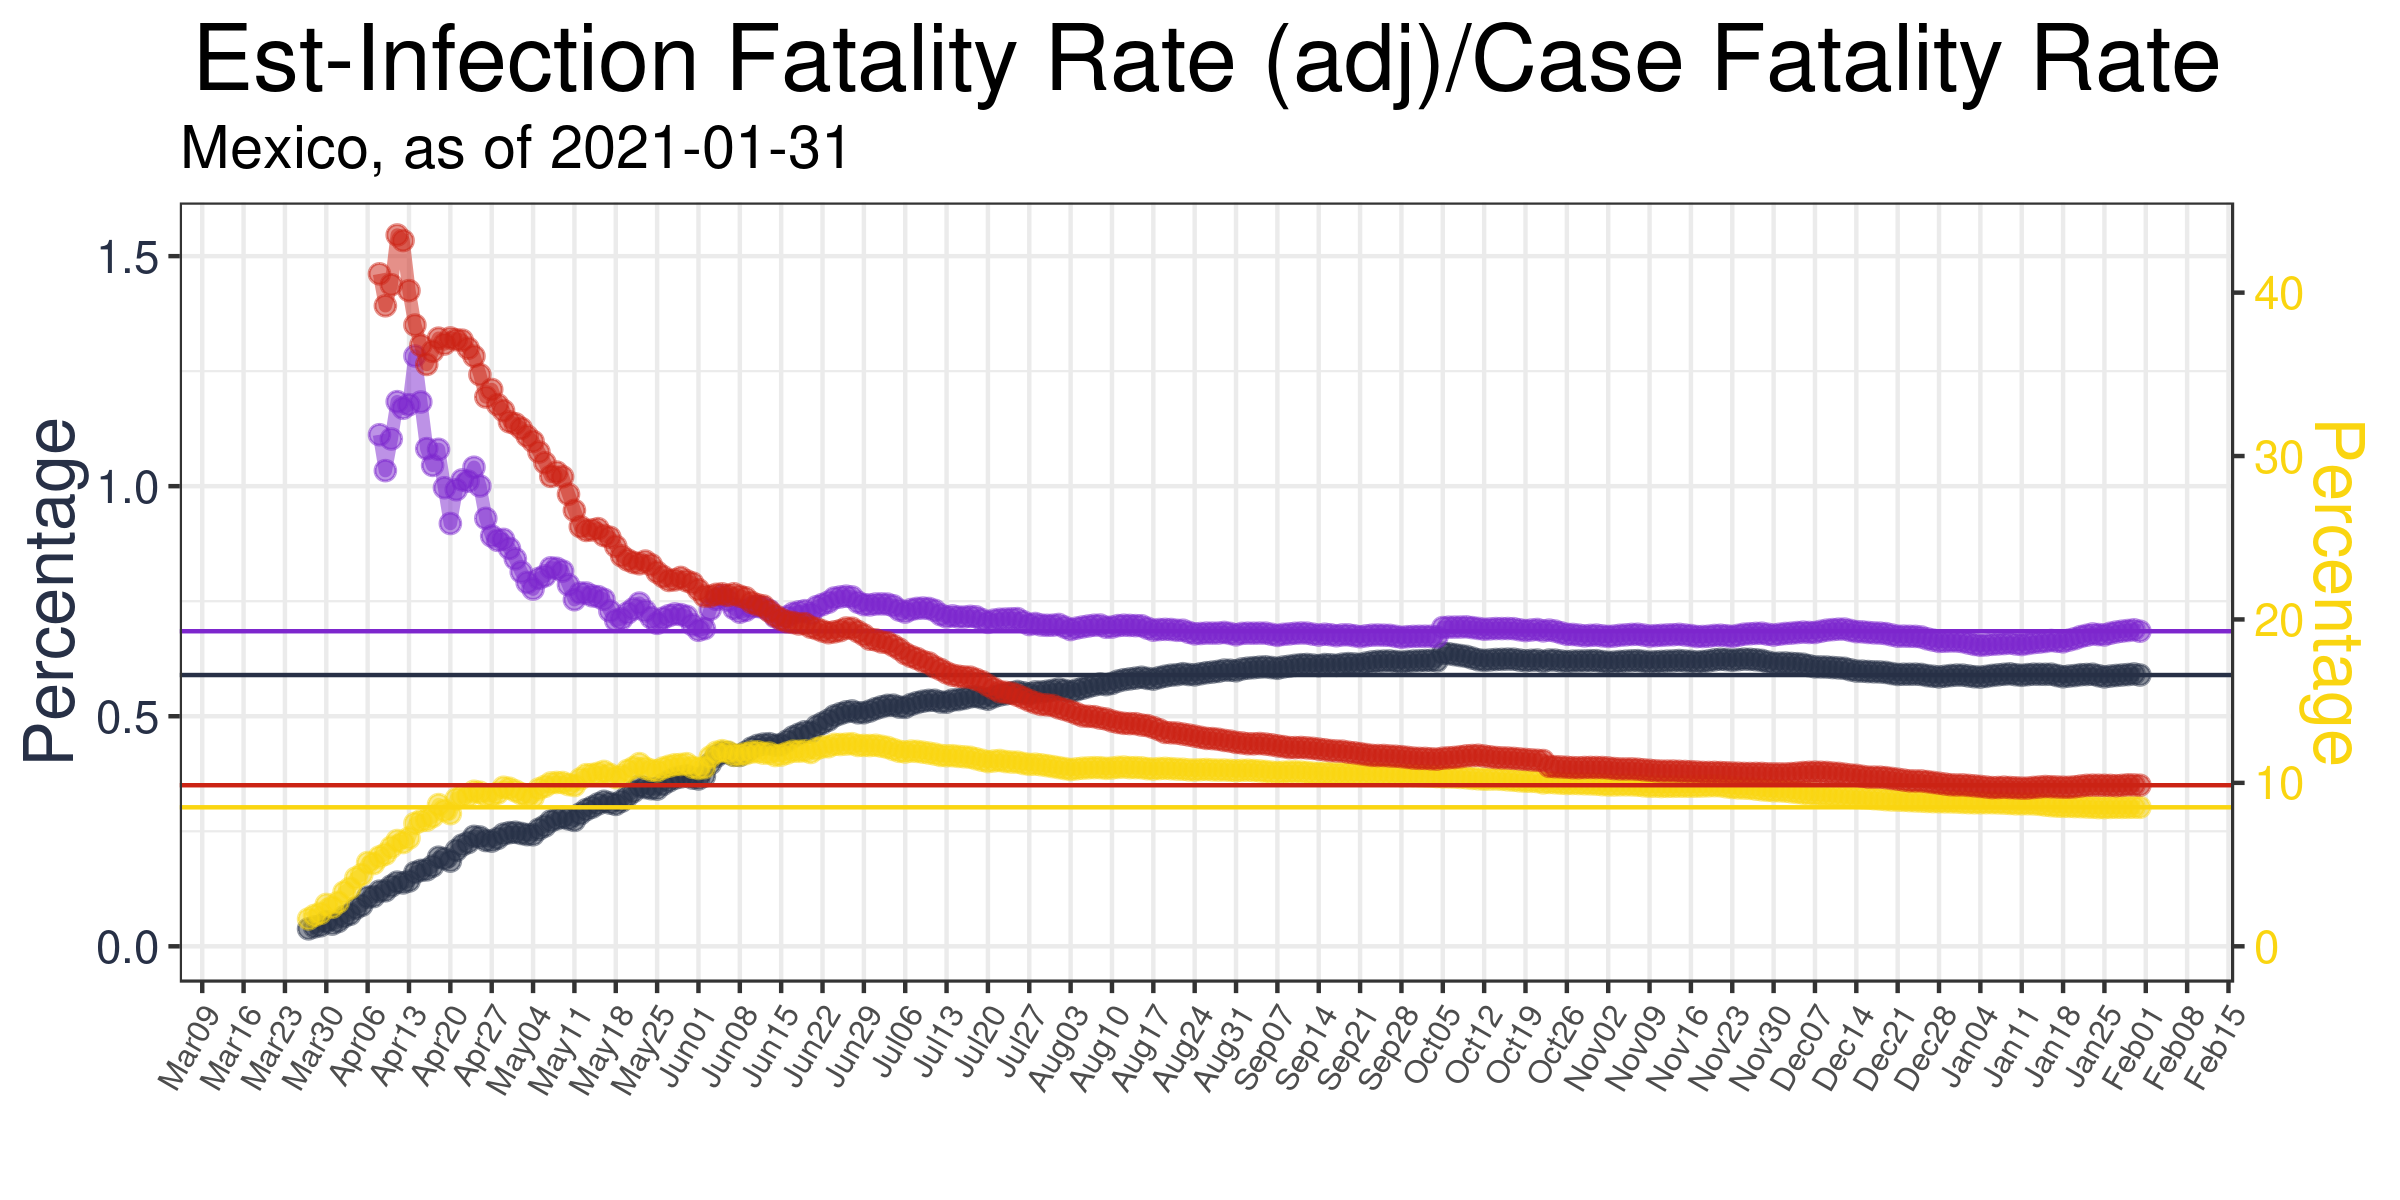 Est-Infection Fatality Rate (adj)/Case Fatality Rate
Mexico, as of 2021-01-31
Percentage
1.5
1.0
0.5
0.0
40
30
20
10
0
Percentage
Mar09
Mar16
Mar23
Mar30
Apr06
Apr13
Apr20
Apr27
May04
May11
May18
May25
Jun01
Jun08
Jun15
Jun22
Jun29
Jul06
Jul13
Jul20
Jul27
Aug03
Aug10
Aug17
Aug24
Aug31
Sep07
Sep14
Sep21
Sep28
Oct05
Oct12
Oct19
Oct26
Nov02
Nov09
Nov16
Nov23
Nov30
Dec07
Dec14
Dec21
Dec28
Jan04
Jan11
Jan18
Jan25
Feb01
Feb08
Feb15